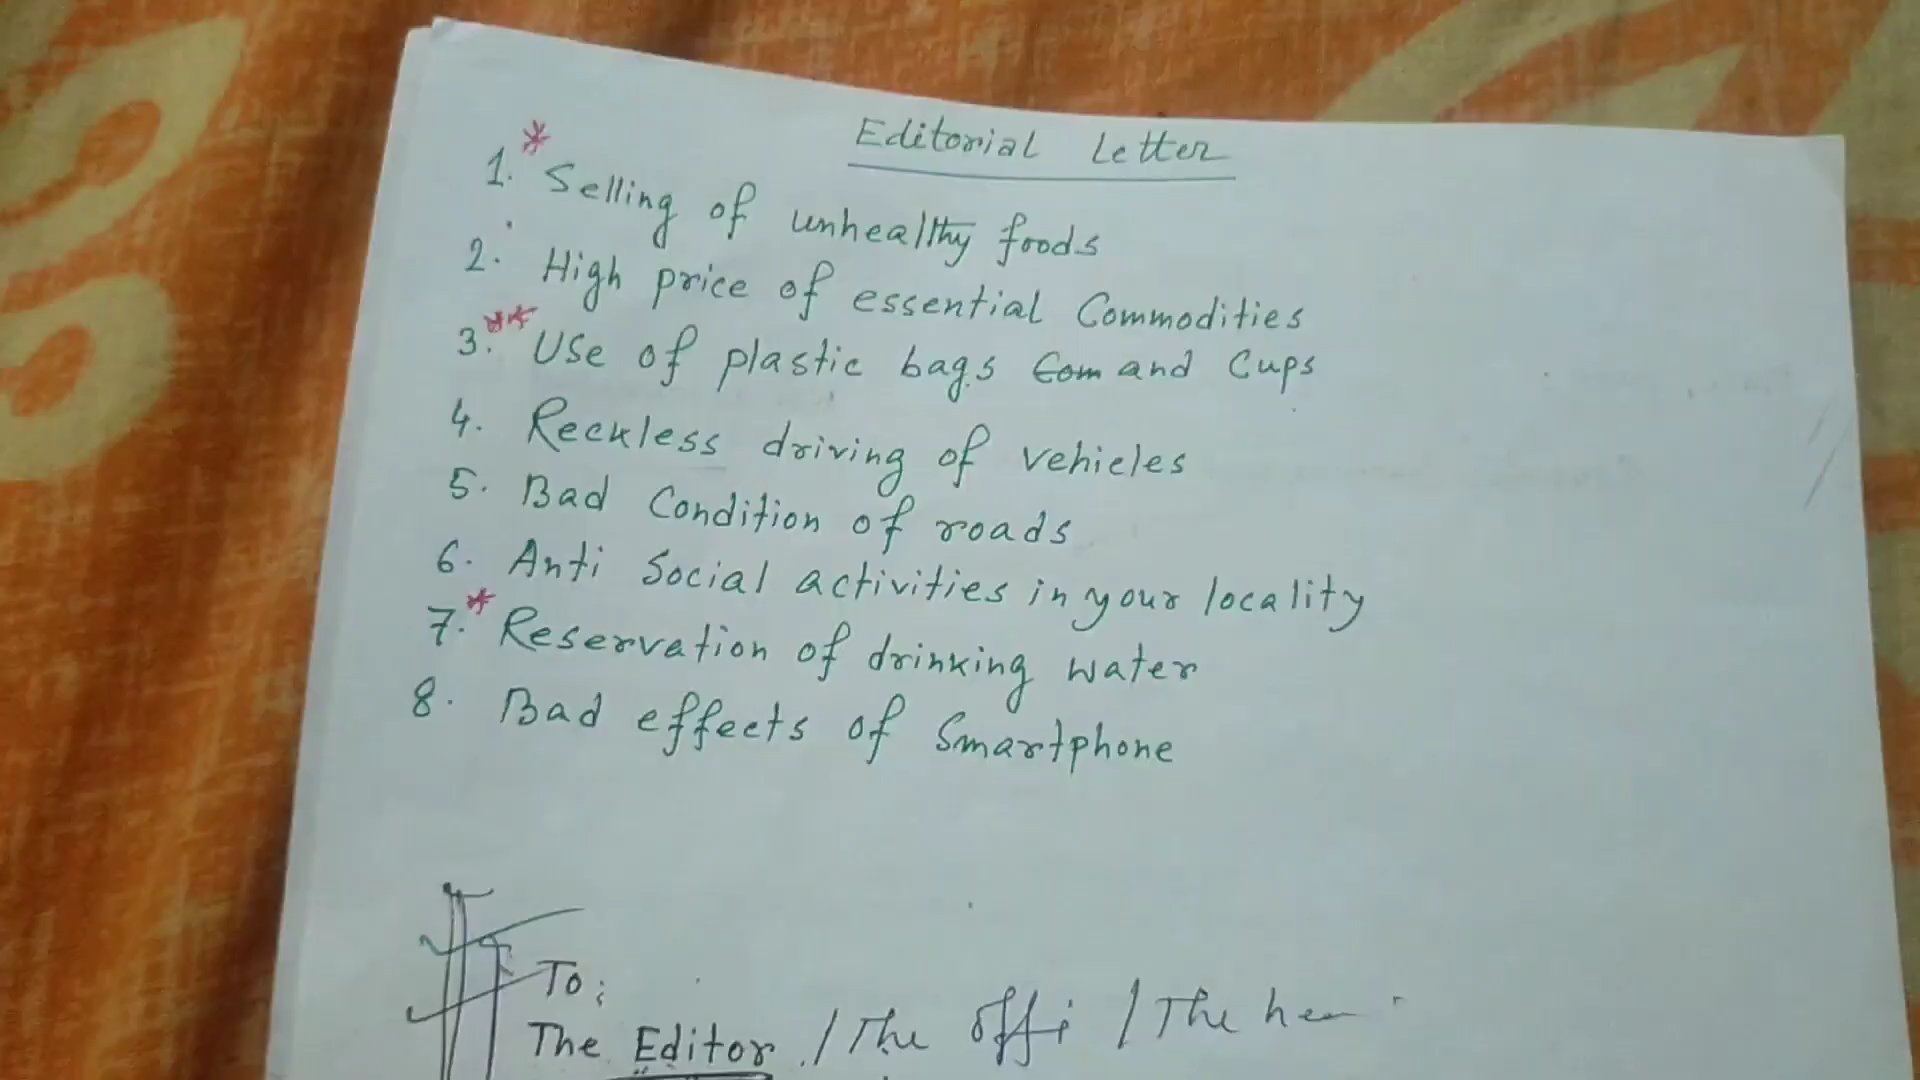 Editorial Letter
1. Selling of unhealthy foods
2. High price of essential Commodities
3. Use of plastic bags and Cups
4. Reckless driving of vehicles
5. Bad Condition of roads
6. Anti Social activities in your locality
7. Reservation of drinking water
8. Bad effects of Smartphone
To;
The Editor / The offi / The he